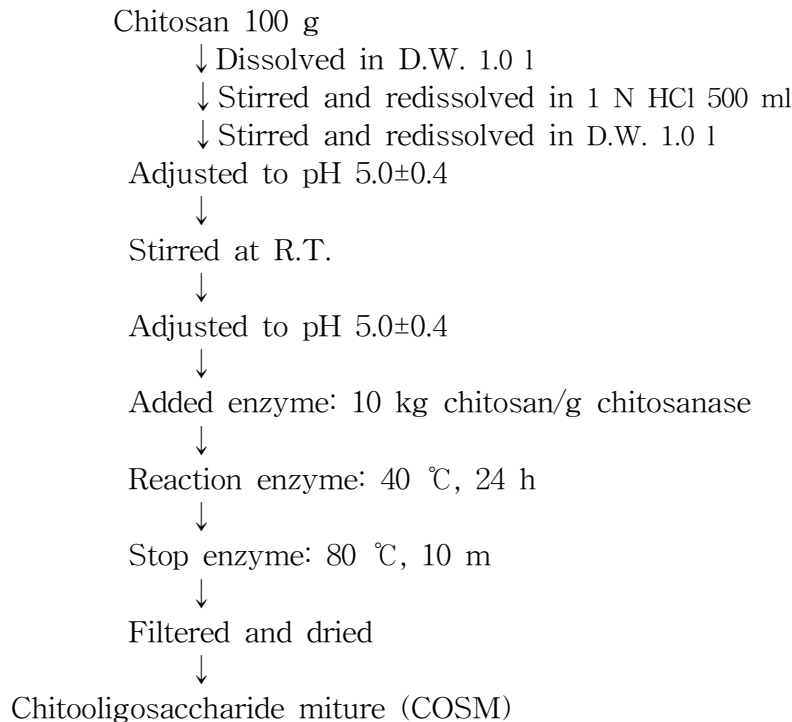 Chitosan 100 g
↓ Dissolved in D.W. 1.0 l
↓ Stirred and redissolved in 1 N HCl 500 ml
↓ Stirred and redissolved in D.W. 1.0 l
Adjusted to pH 5.0±0.4
↓
Stirred at R.T.
↓
Adjusted to pH 5.0±0.4
↓
Added enzyme: 10 kg chitosan/g chitosanase
↓
Reaction enzyme: 40 ℃, 24 h
↓
Stop enzyme: 80 ℃, 10 m
↓
Filtered and dried
↓
Chitooligosaccharide miture (COSM)